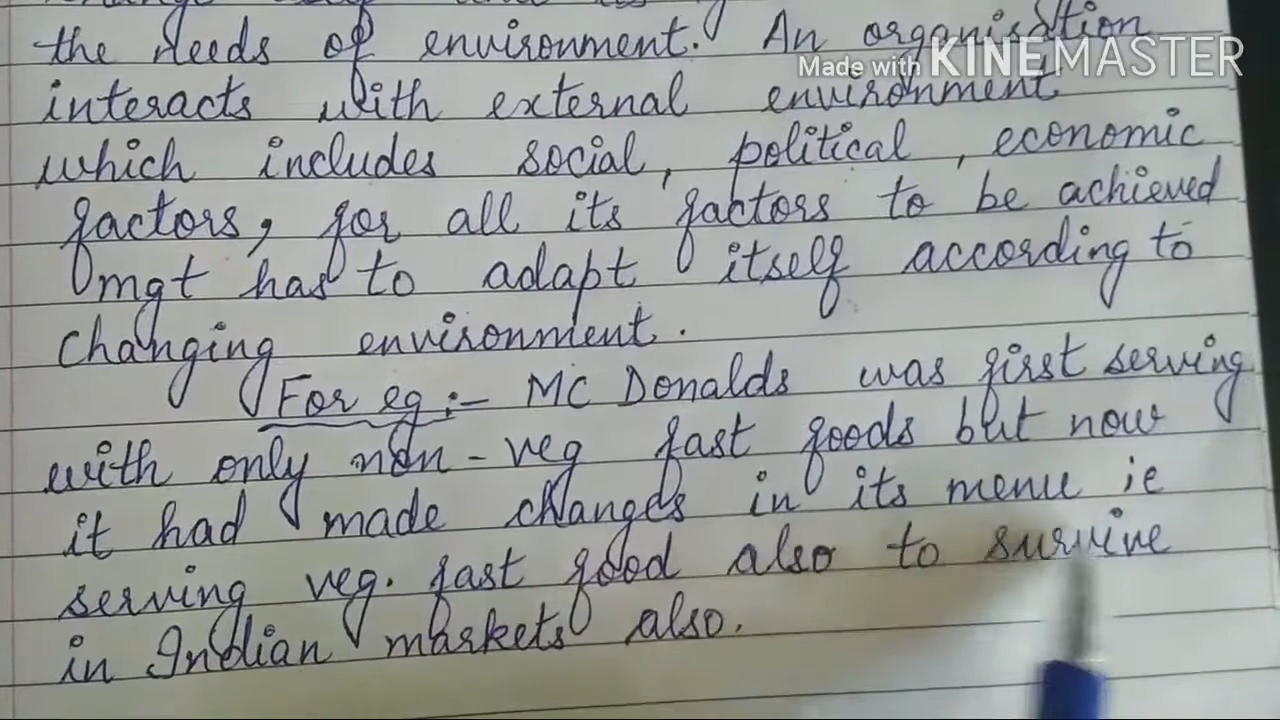 the needs of environment. An organisation
Made with KINEMASTER
interacts with external environment
which includes social, political, economic
factors, for all its factors to be achieved
mgt has to adapt itself according to
changing environment.
For eg:- MC Donalds was first serving
with only non-veg fast foods but now
it had made changes in its menu ie
serving veg. fast food also to survive
in Indian markets also.